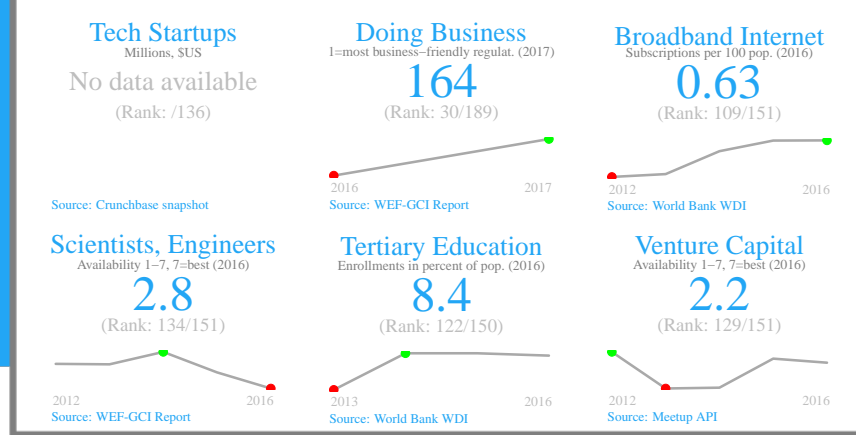 Tech Startups
Millions, $US
No data available
(Rank: /136)
Source: Crunchbase snapshot
Doing Business
1=most business–friendly regulat. (2017)
164
(Rank: 30/189)
2016 2017
Source: WEF-GCI Report
Broadband Internet
Subscriptions per 100 pop. (2016)
0.63
(Rank: 109/151)
2012 2016
Source: World Bank WDI
Scientists, Engineers
Availability 1–7, 7=best (2016)
2.8
(Rank: 134/151)
2012 2016
Source: WEF-GCI Report
Tertiary Education
Enrollments in percent of pop. (2016)
8.4
(Rank: 122/150)
2013 2016
Source: World Bank WDI
Venture Capital
Availability 1–7, 7=best (2016)
2.2
(Rank: 129/151)
2012 2016
Source: Meetup API